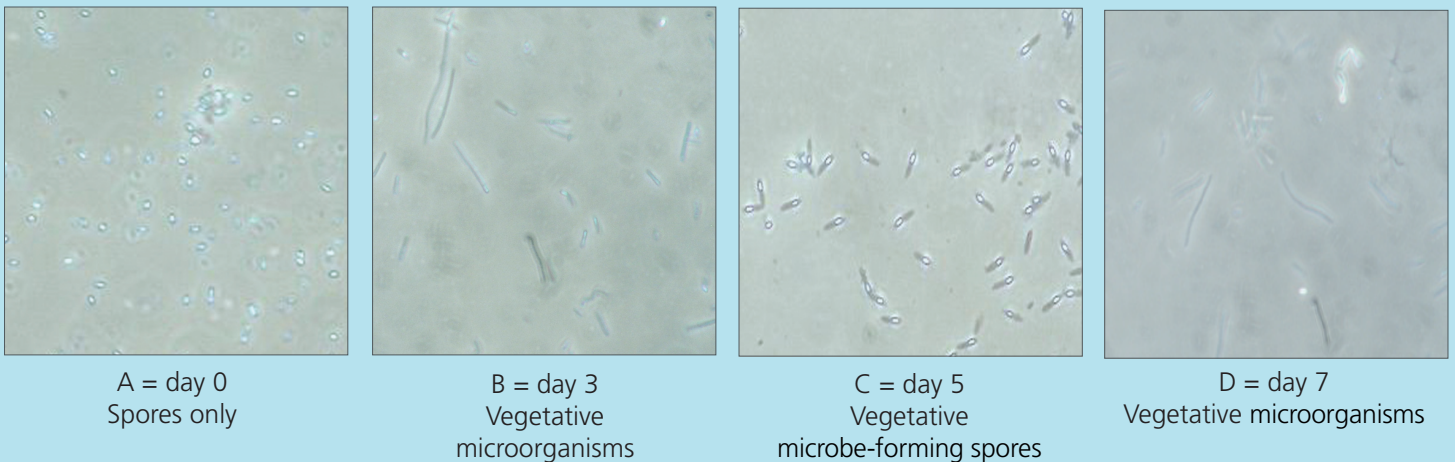 A = day 0
Spores only
B = day 3
Vegetative
microorganisms
C = day 5
Vegetative
microbe-forming spores
D = day 7
Vegetative microorganisms